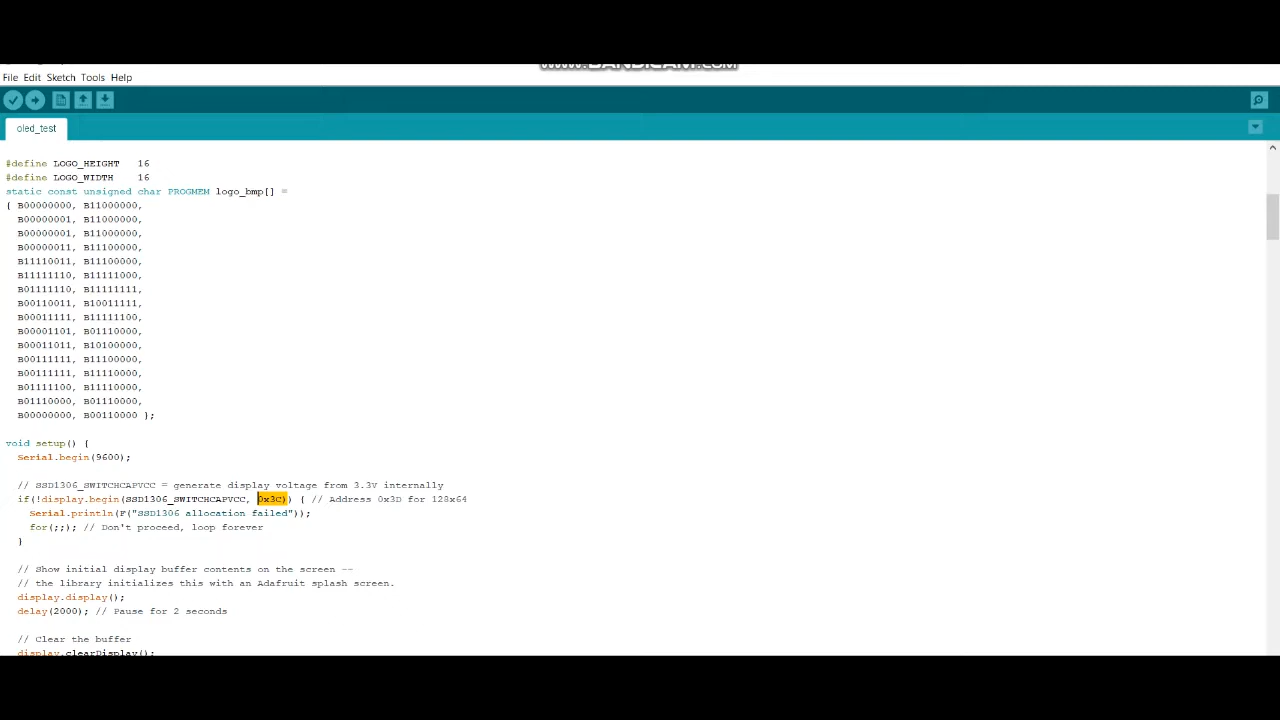 www.BANDICAM.com
File Edit Sketch Tools Help
oled_test
#define LOGO_HEIGHT   16
#define LOGO_WIDTH    16
static const unsigned char PROGMEM logo_bmp[] =
{ B00000000, B11000000,
  B00000001, B11000000,
  B00000001, B11000000,
  B00000011, B11100000,
  B11110011, B11100000,
  B11111110, B11111000,
  B01111110, B11111111,
  B00110011, B10011111,
  B00011111, B11111100,
  B00001101, B01110000,
  B00011011, B10100000,
  B00111111, B11100000,
  B00111111, B11110000,
  B01111100, B11110000,
  B01110000, B01110000,
  B00000000, B00110000 };
void setup() {
  Serial.begin(9600);
  // SSD1306_SWITCHCAPVCC = generate display voltage from 3.3V internally
  if(!display.begin(SSD1306_SWITCHCAPVCC, 0x3C)) { // Address 0x3D for 128x64
    Serial.println(F("SSD1306 allocation failed"));
    for(;;); // Don't proceed, loop forever
  }
  // Show initial display buffer contents on the screen --
  // the library initializes this with an Adafruit splash screen.
  display.display();
  delay(2000); // Pause for 2 seconds
  // Clear the buffer
  display.clearDisplay();